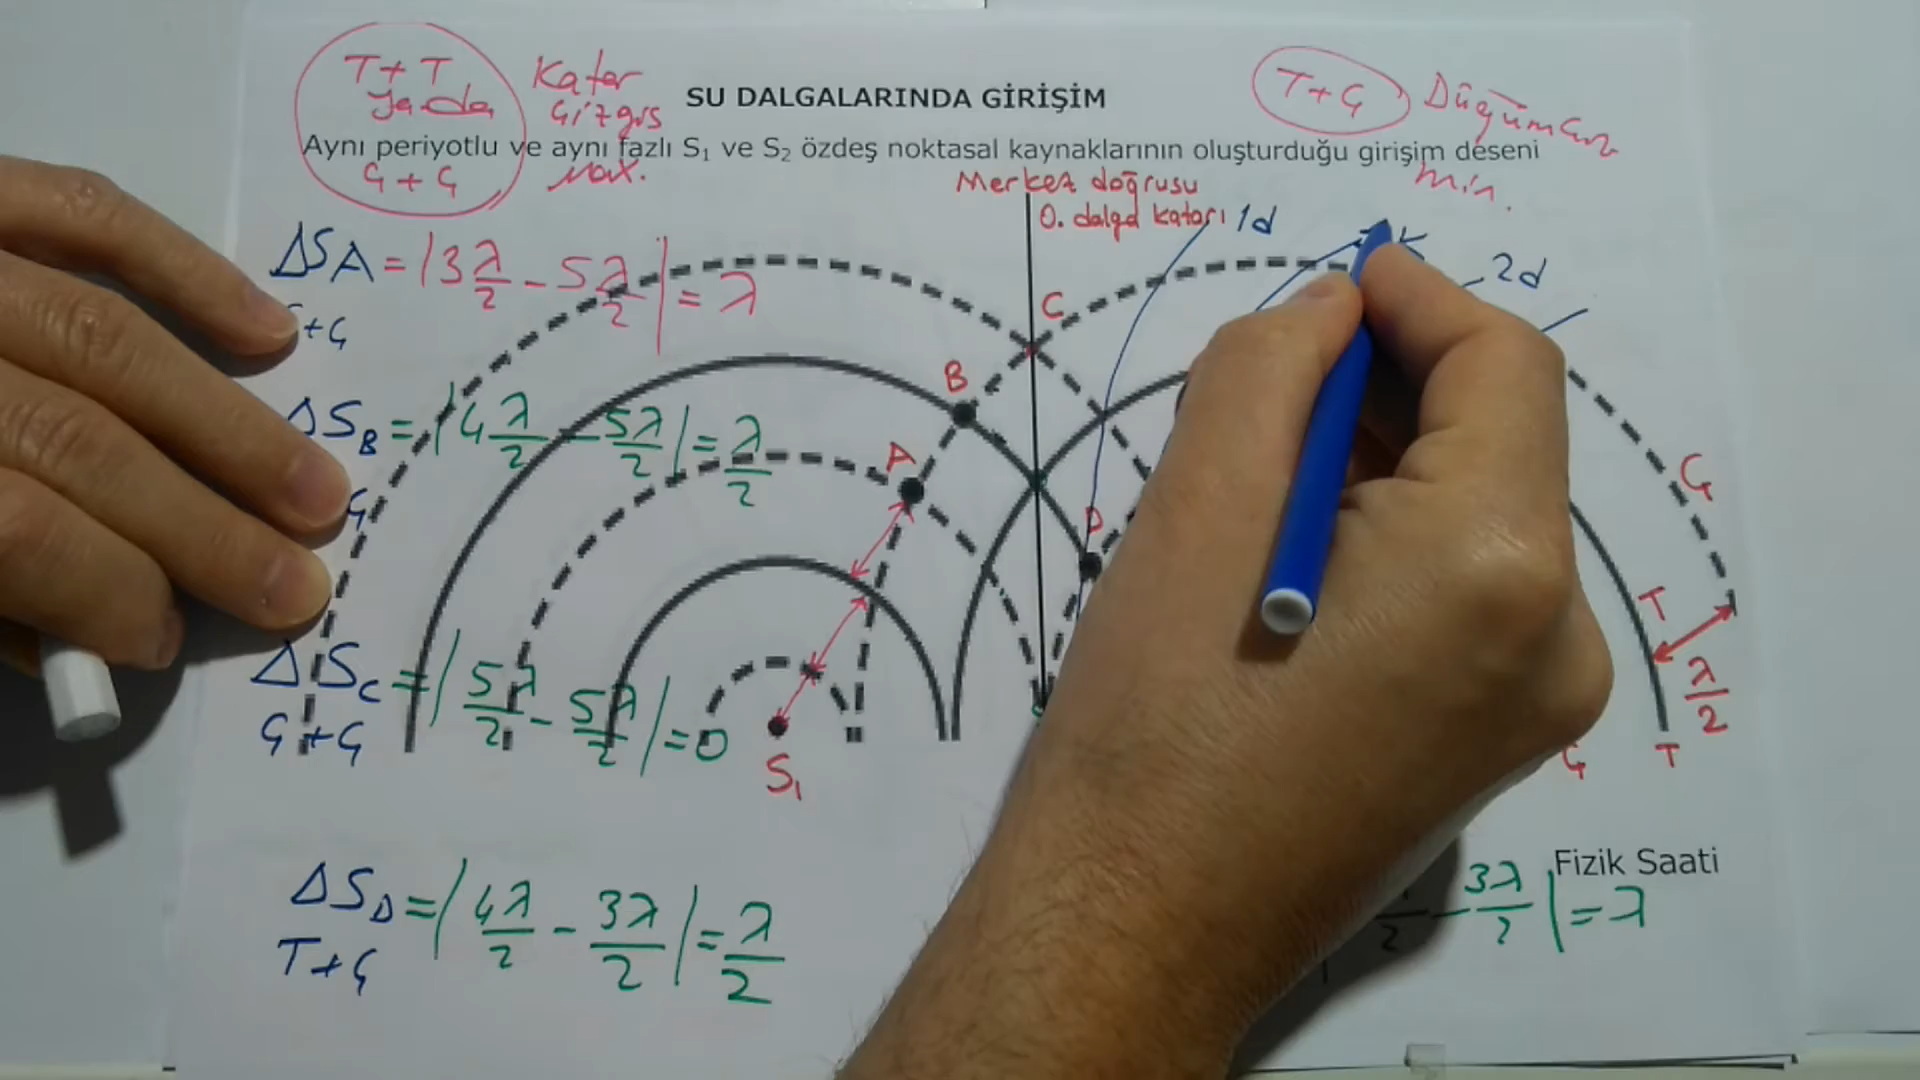 T+T
ya da
Ç+Ç
Katar
Çizgis
max.
SU DALGALARINDA GİRİŞİM
T+Ç
min.
Aynı periyotlu ve aynı fazlı S₁ ve S₂ özdeş noktasal kaynaklarının oluşturduğu girişim deseni
Merkez doğrusu
0. dalga katarı
1d
2d
ΔSA = |3λ/2 - 5λ/2| = λ
+Ç
C
B
ΔSB = |4λ/2 - 5λ/2| = λ/2
Ç
A
Ç
D
T
λ/2
ΔSC = |5λ/2 - 5λ/2| = 0
Ç+Ç
S₁
Ç
T
Fizik Saati
ΔSD = |4λ/2 - 3λ/2| = λ/2
T+Ç
2 - 3λ/2| = λ